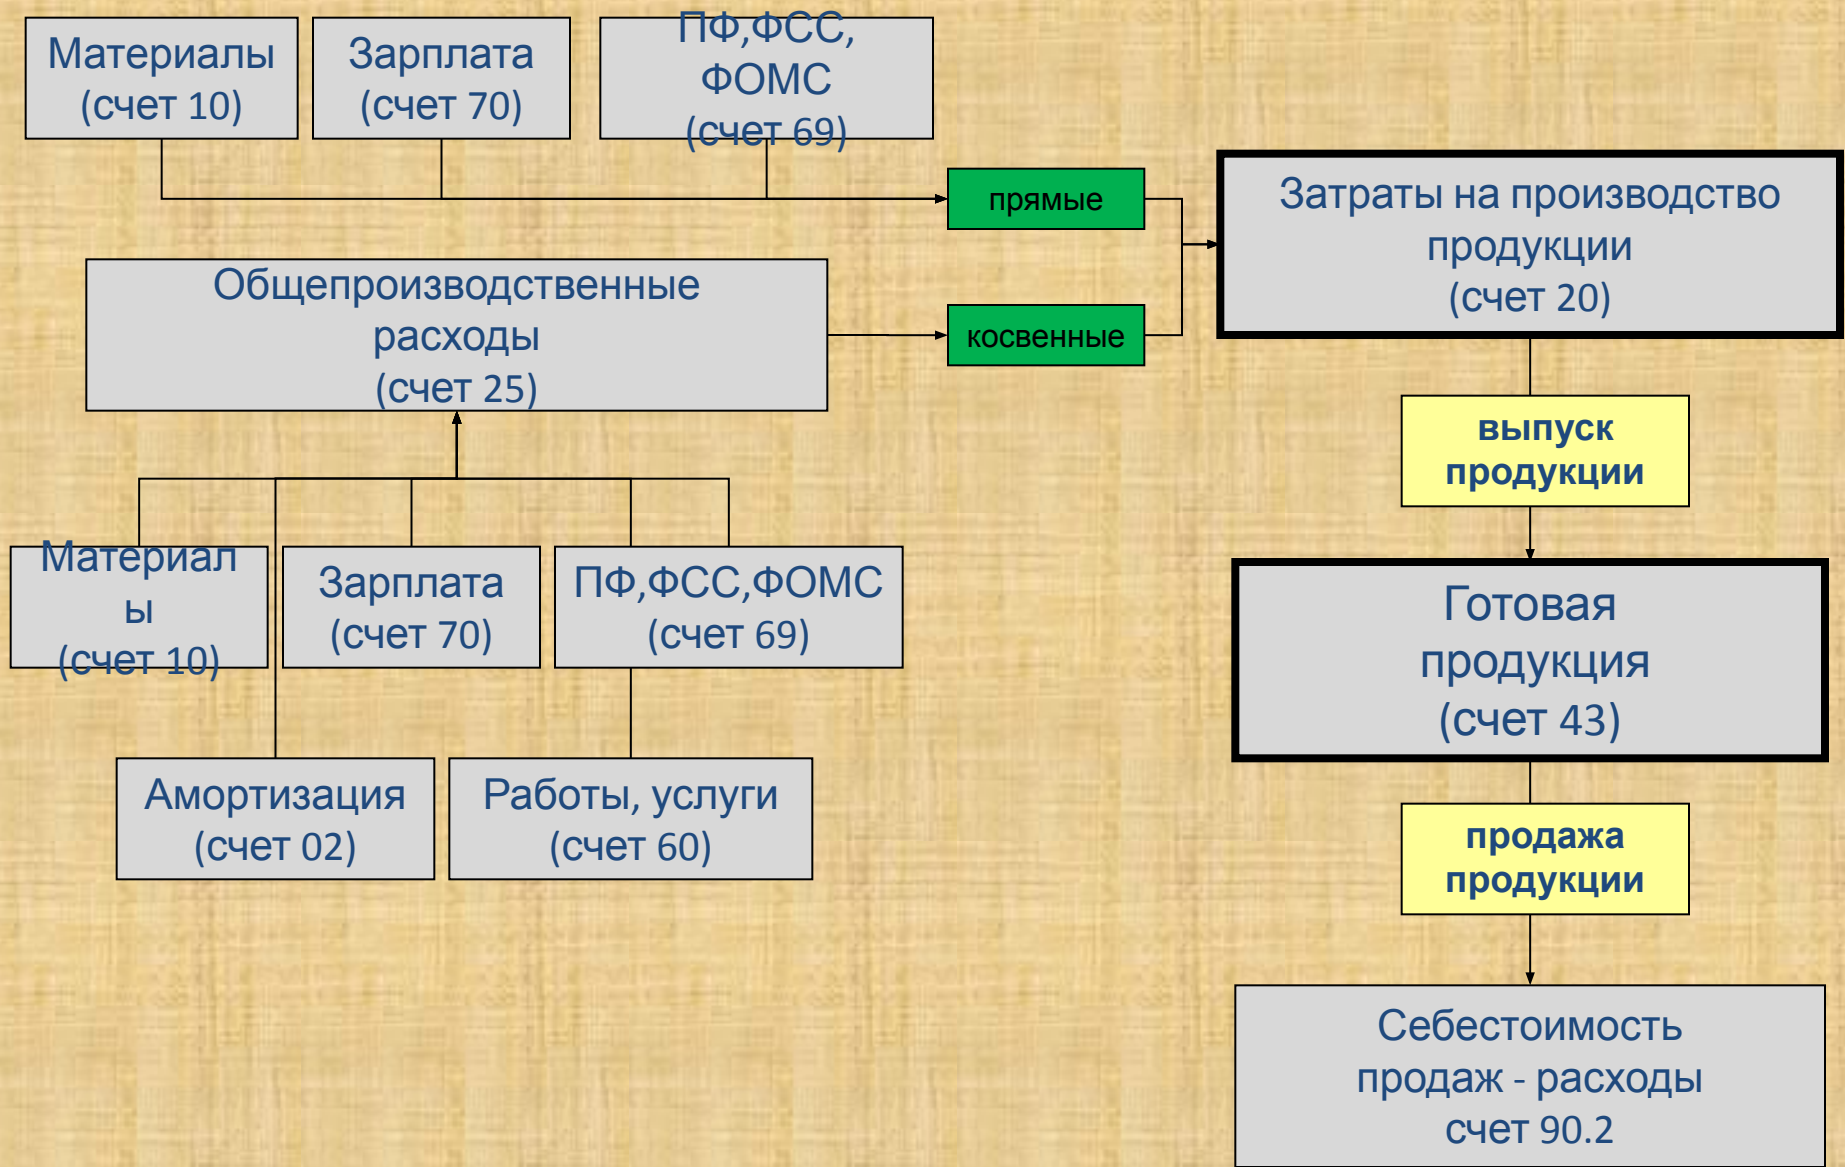 Материалы
(счет 10)
Зарплата
(счет 70)
ПФ,ФСС,
ФОМС
(счет 69)
прямые
Затраты на производство
продукции
(счет 20)
Общепроизводственные
расходы
(счет 25)
косвенные
выпуск
продукции
Материал
ы
(счет 10)
Зарплата
(счет 70)
ПФ,ФСС,ФОМС
(счет 69)
Готовая
продукция
(счет 43)
Амортизация
(счет 02)
Работы, услуги
(счет 60)
продажа
продукции
Себестоимость
продаж - расходы
счет 90.2